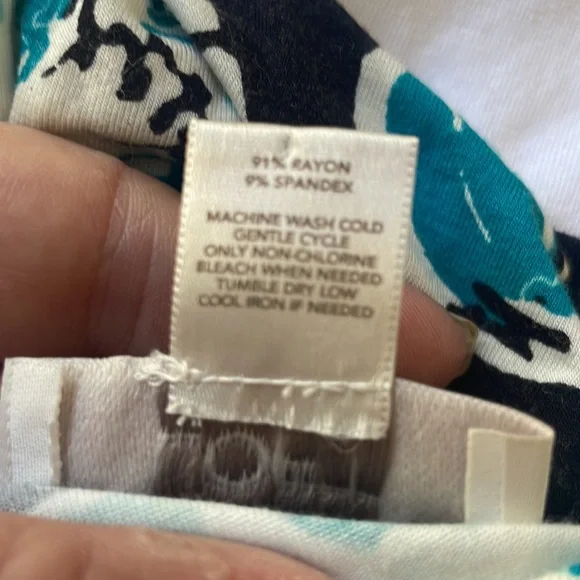 91% RAYON
9% SPANDEX
MACHINE WASH COLD
GENTLE CYCLE
ONLY NON-CHLORINE
BLEACH WHEN NEEDED
TUMBLE DRY LOW
COOL IRON IF NEEDED